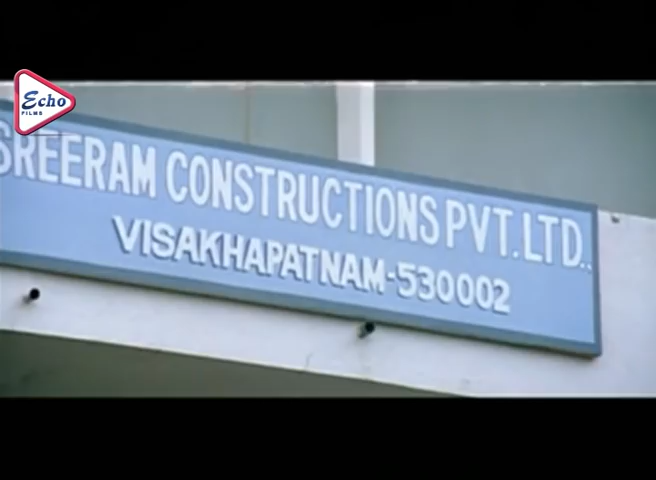 Echo
FILMS
SREERAM CONSTRUCTIONS PVT.LTD.,
VISAKHAPATNAM-530002